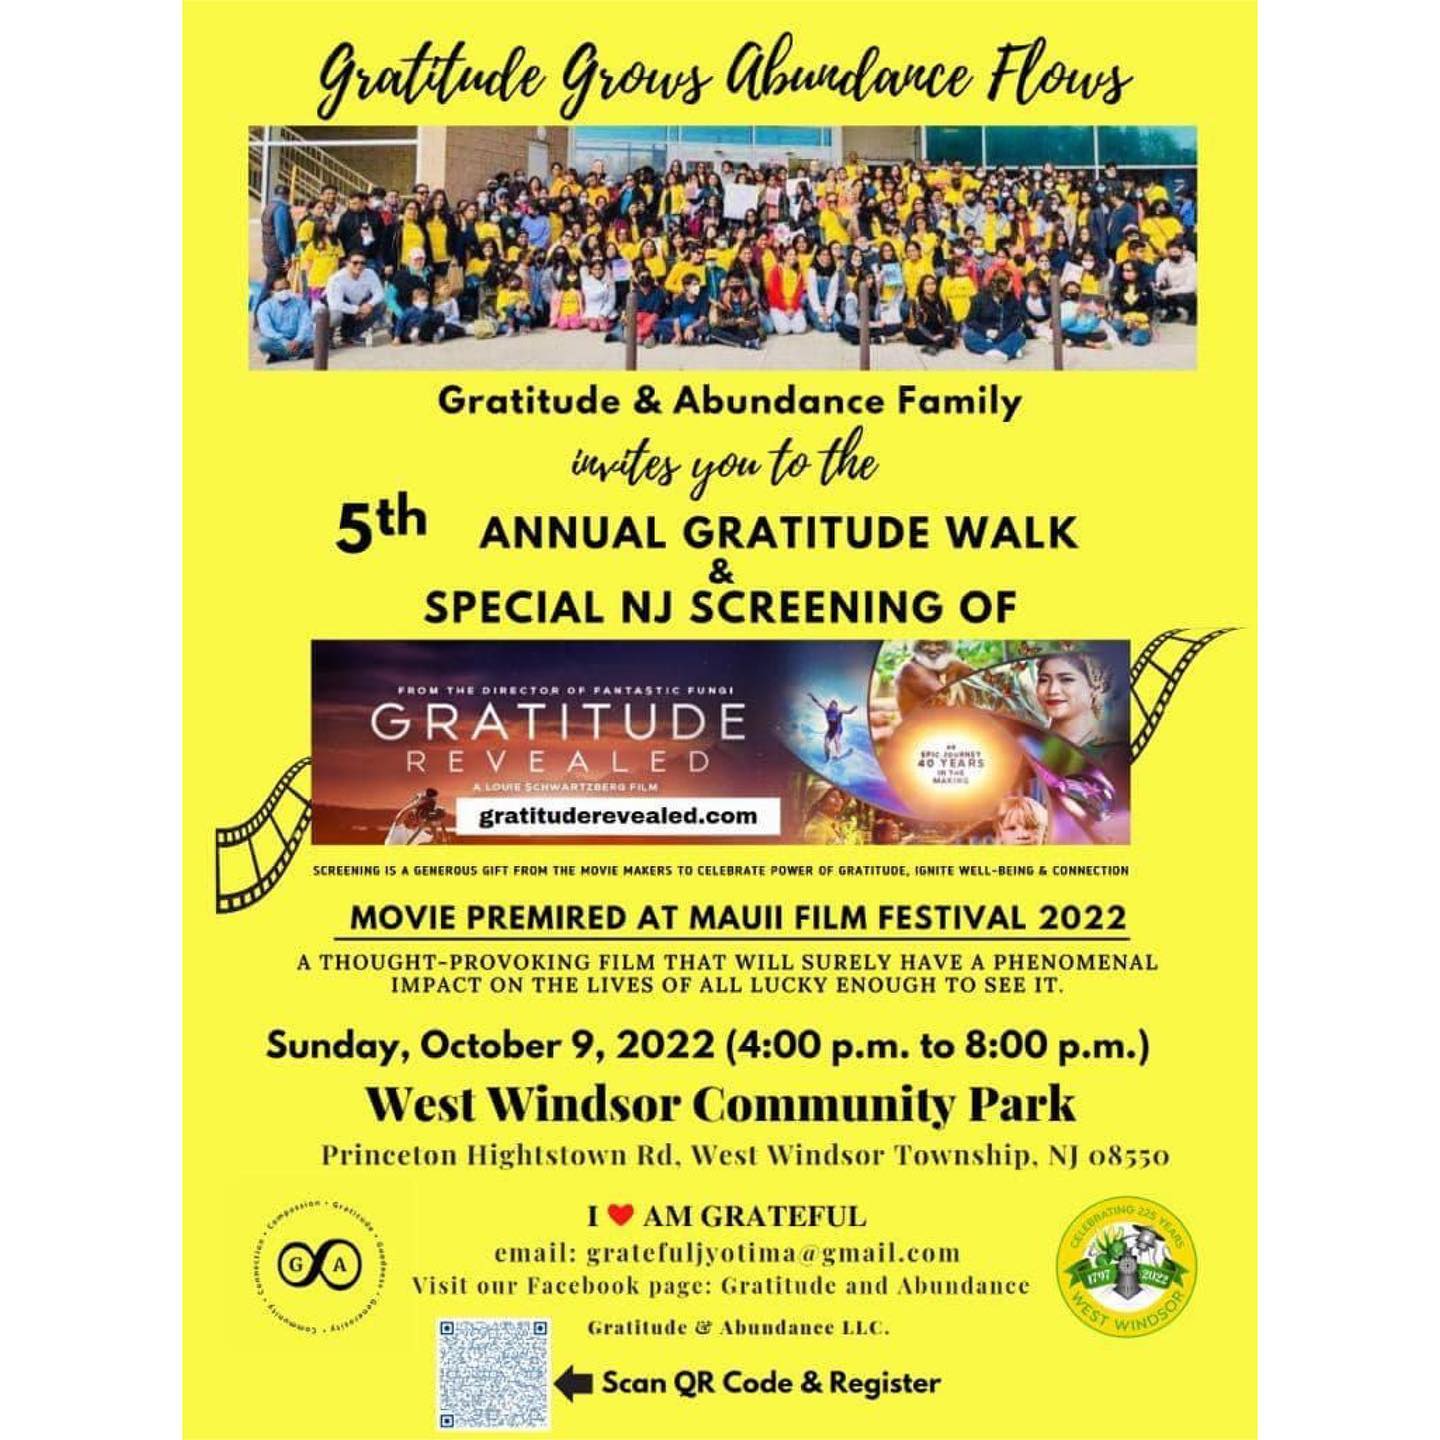 Gratitude Grows Abundance Flows
Gratitude & Abundance Family
invites you to the
5th ANNUAL GRATITUDE WALK
&
SPECIAL NJ SCREENING OF
FROM THE DIRECTOR OF FANTASTIC FUNGI
GRATITUDE
REVEALED
A LOUIE SCHWARTZBERG FILM
gratituderevealed.com
AN
EPIC JOURNEY
40 YEARS
IN THE
MAKING
SCREENING IS A GENEROUS GIFT FROM THE MOVIE MAKERS TO CELEBRATE POWER OF GRATITUDE, IGNITE WELL-BEING & CONNECTION
MOVIE PREMIRED AT MAUII FILM FESTIVAL 2022
A THOUGHT-PROVOKING FILM THAT WILL SURELY HAVE A PHENOMENAL
IMPACT ON THE LIVES OF ALL LUCKY ENOUGH TO SEE IT.
Sunday, October 9, 2022 (4:00 p.m. to 8:00 p.m.)
West Windsor Community Park
Princeton Hightstown Rd, West Windsor Township, NJ 08550
Compassion • Gratitude • Goodness • Generosity • Community • Connection •
G A
I ❤ AM GRATEFUL
email: gratefuljyotima@gmail.com
Visit our Facebook page: Gratitude and Abundance
Gratitude & Abundance LLC.
CELEBRATING 225 YEARS
1797 2022
WEST WINDSOR
Scan QR Code & Register